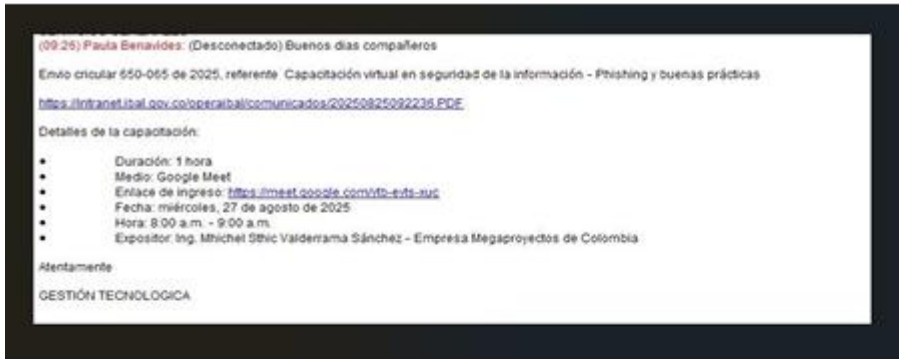 (09:26) Paula Benavides: (Desconectado) Buenos dias compañeros
Envio cricular 650-065 de 2025, referente Capacitación virtual en seguridad de la información - Phishing y buenas prácticas
https://intranet.ibal.gov.co/operaibal/comunicados/20250825092236.PDF
Detalles de la capacitación:
• Duración: 1 hora
• Medio: Google Meet
• Enlace de ingreso: https://meet.google.com/vtb-evts-xuc
• Fecha: miércoles, 27 de agosto de 2025
• Hora: 8:00 a.m. - 9:00 a.m.
• Expositor: Ing. Mhichel Sthic Valderrama Sánchez - Empresa Megaproyectos de Colombia
Atentamente
GESTIÓN TECNOLOGICA